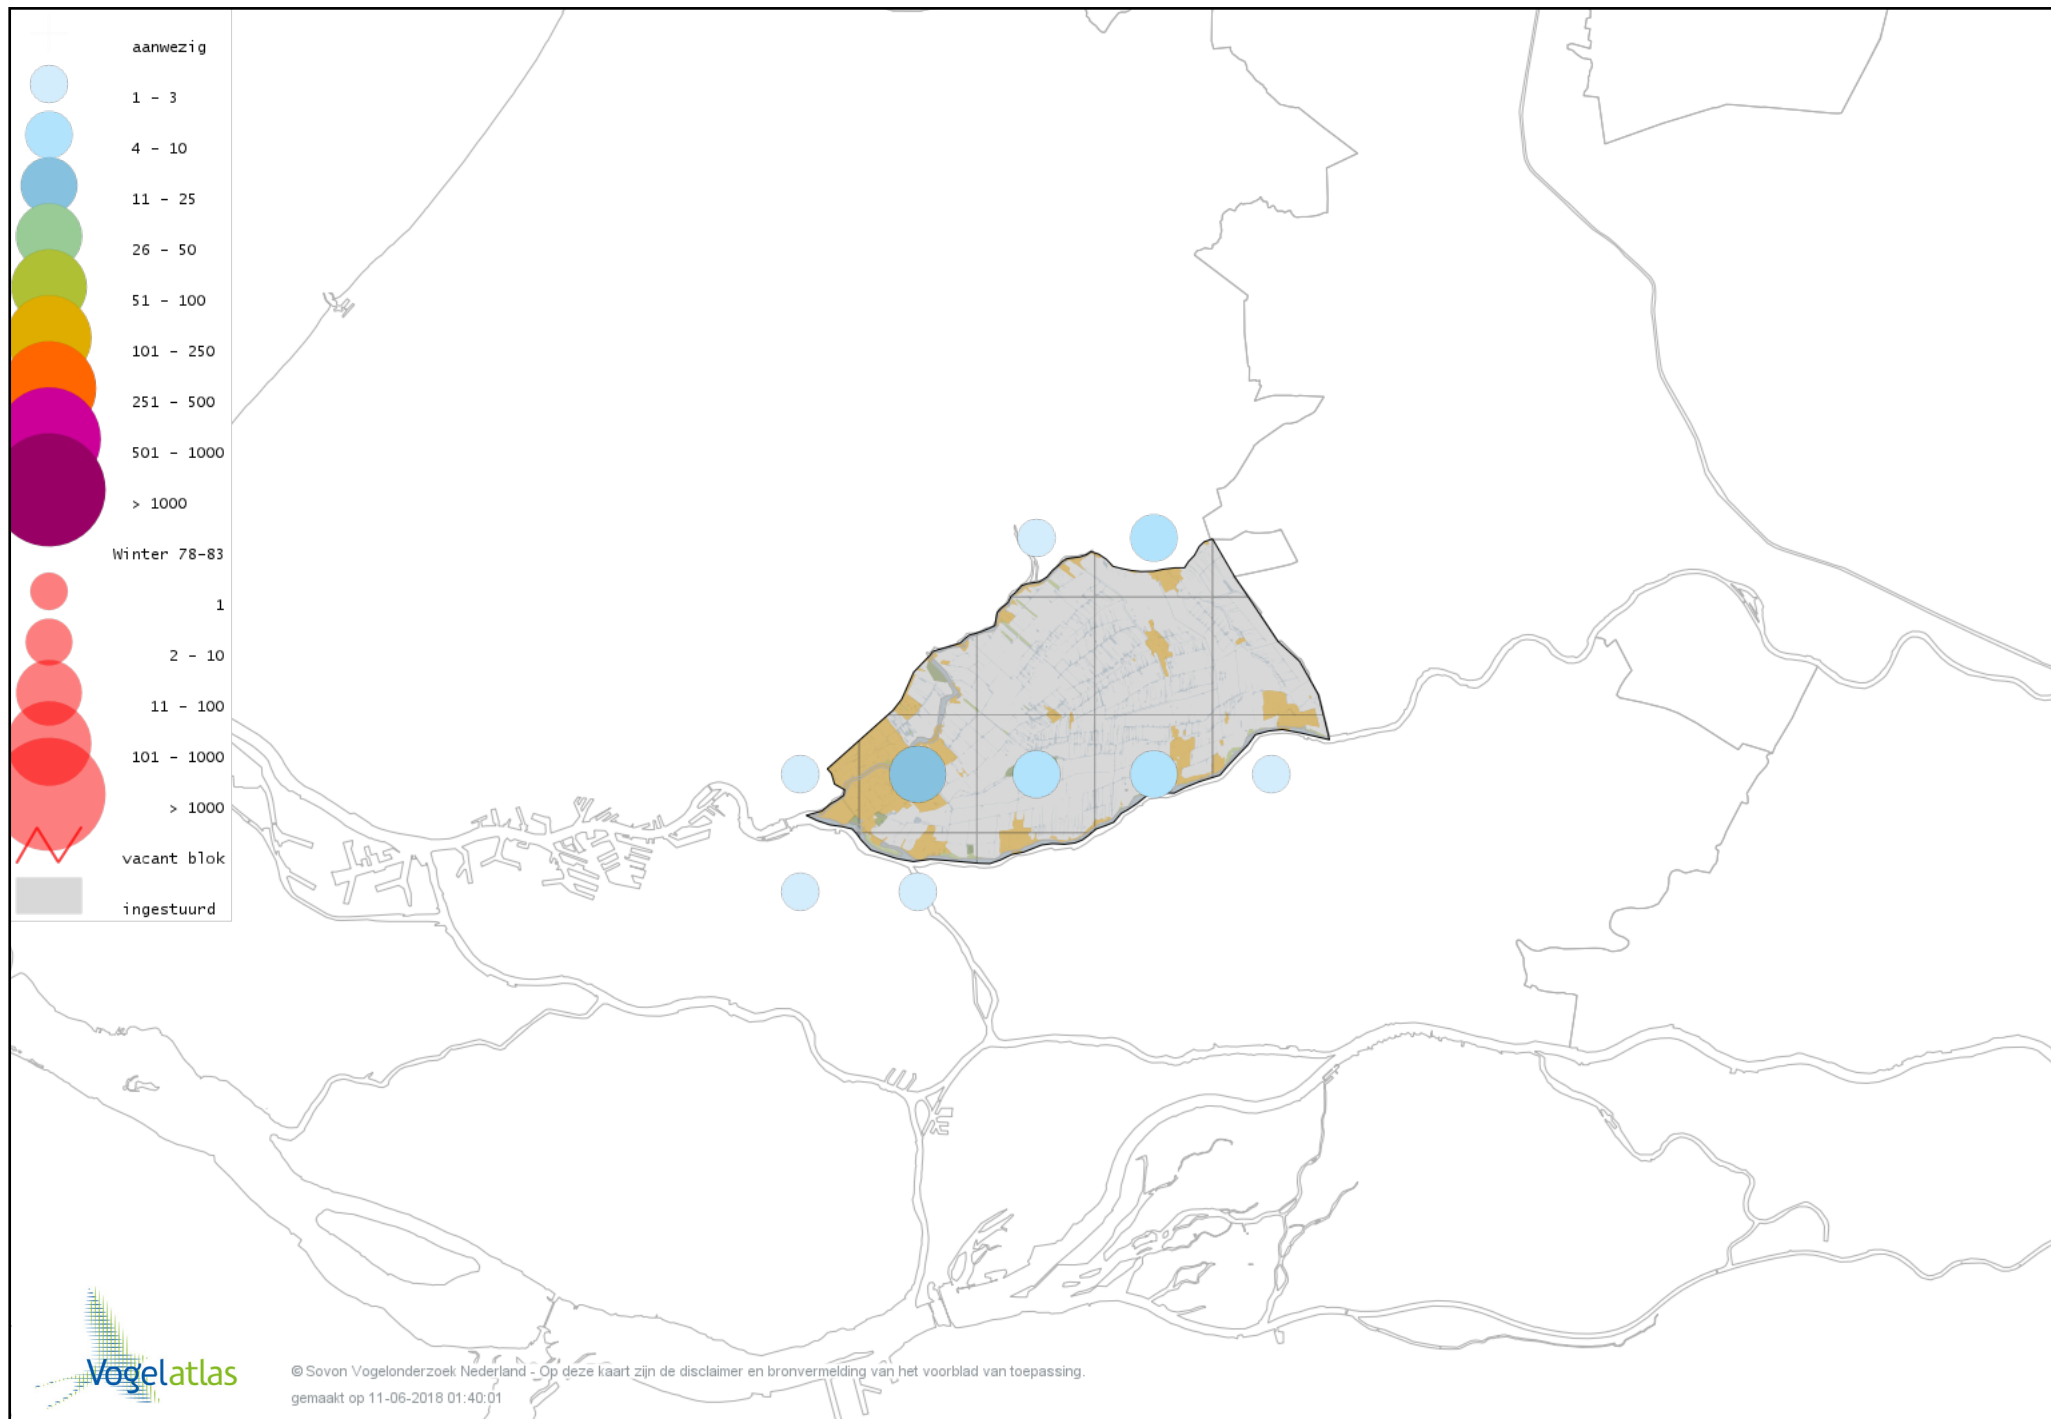 aanwezig
1 - 3
4 - 10
11 - 25
26 - 50
51 - 100
101 - 250
251 - 500
501 - 1000
> 1000
Winter 78-83
1
2 - 10
11 - 100
101 - 1000
> 1000
vacant blok
ingestuurd
Vogelatlas
© Sovon Vogelonderzoek Nederland - Op deze kaart zijn de disclaimer en bronvermelding van het voorblad van toepassing.
gemaakt op 11-06-2018 01:40:01